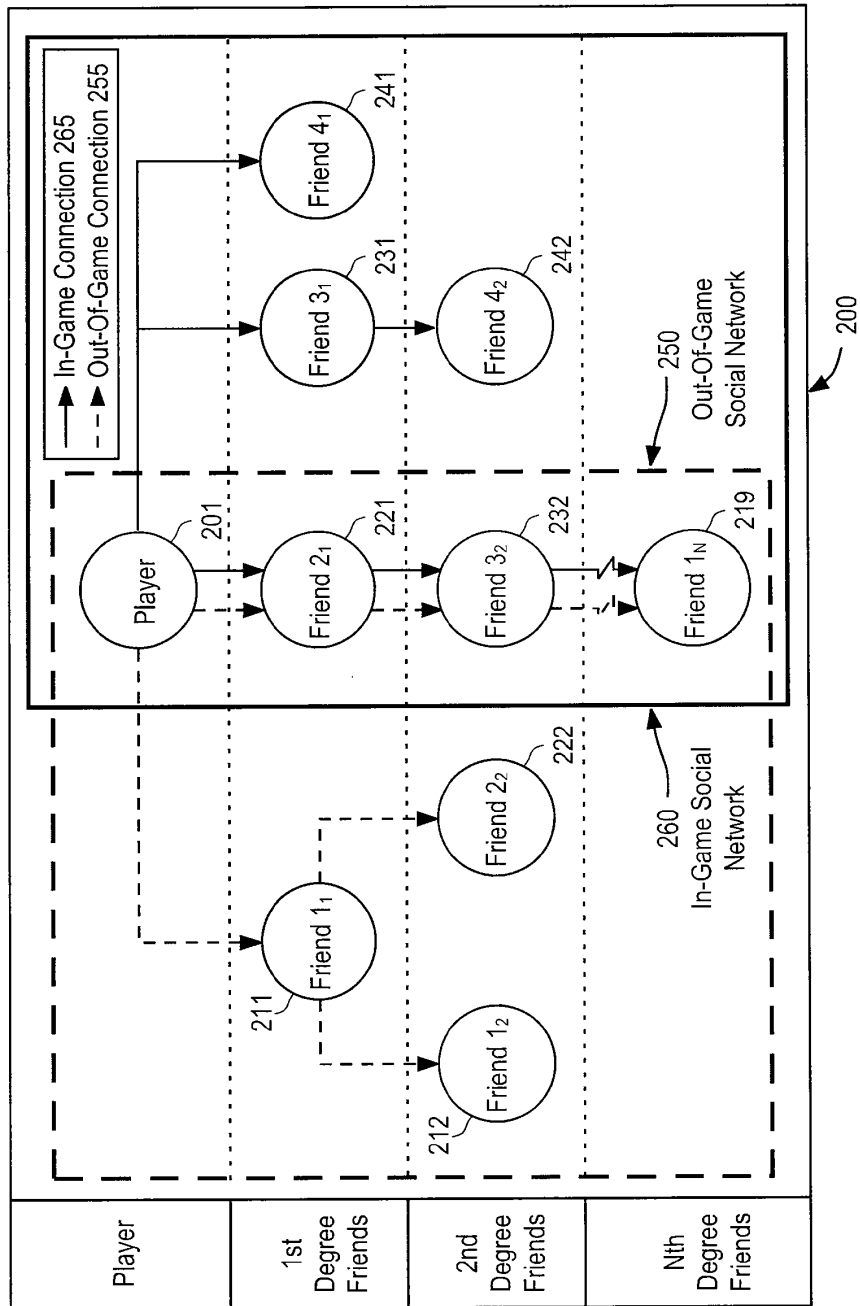 Player
1st
Degree
Friends
2nd
Degree
Friends
Nth
Degree
Friends
In-Game Connection 265
Out-Of-Game Connection 255
Player
201
Friend 1₁
211
Friend 2₁
221
Friend 3₁
231
Friend 4₁
241
Friend 1₂
212
Friend 2₂
222
Friend 3₂
232
Friend 4₂
242
Friend 1N
219
260
In-Game Social
Network
250
Out-Of-Game
Social Network
200